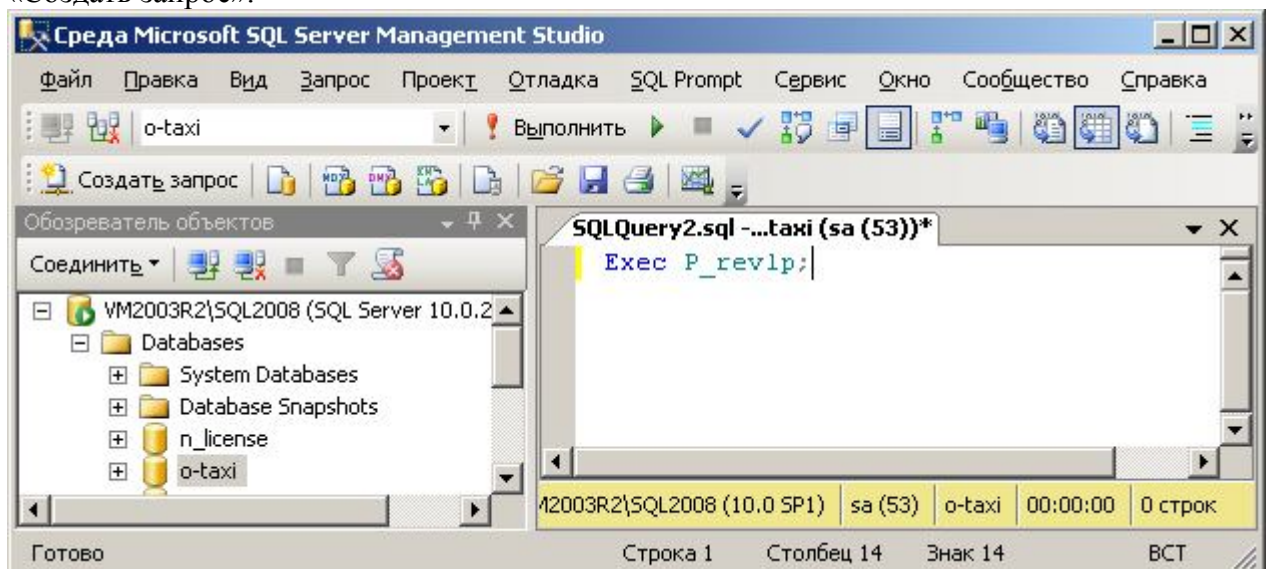 «Создать запрос».
Среда Microsoft SQL Server Management Studio
Файл Правка Вид Запрос Проект Отладка SQL Prompt Сервис Окно Сообщество Справка
o-taxi Выполнить
Создать запрос
Обозреватель объектов
SQLQuery2.sql -...taxi (sa (53))*
Соединить
Exec P_revlp;
VM2003R2\SQL2008 (SQL Server 10.0.2
Databases
System Databases
Database Snapshots
n_license
o-taxi
M2003R2\SQL2008 (10.0 SP1) sa (53) o-taxi 00:00:00 0 строк
Готово Строка 1 Столбец 14 Знак 14 ВСТ